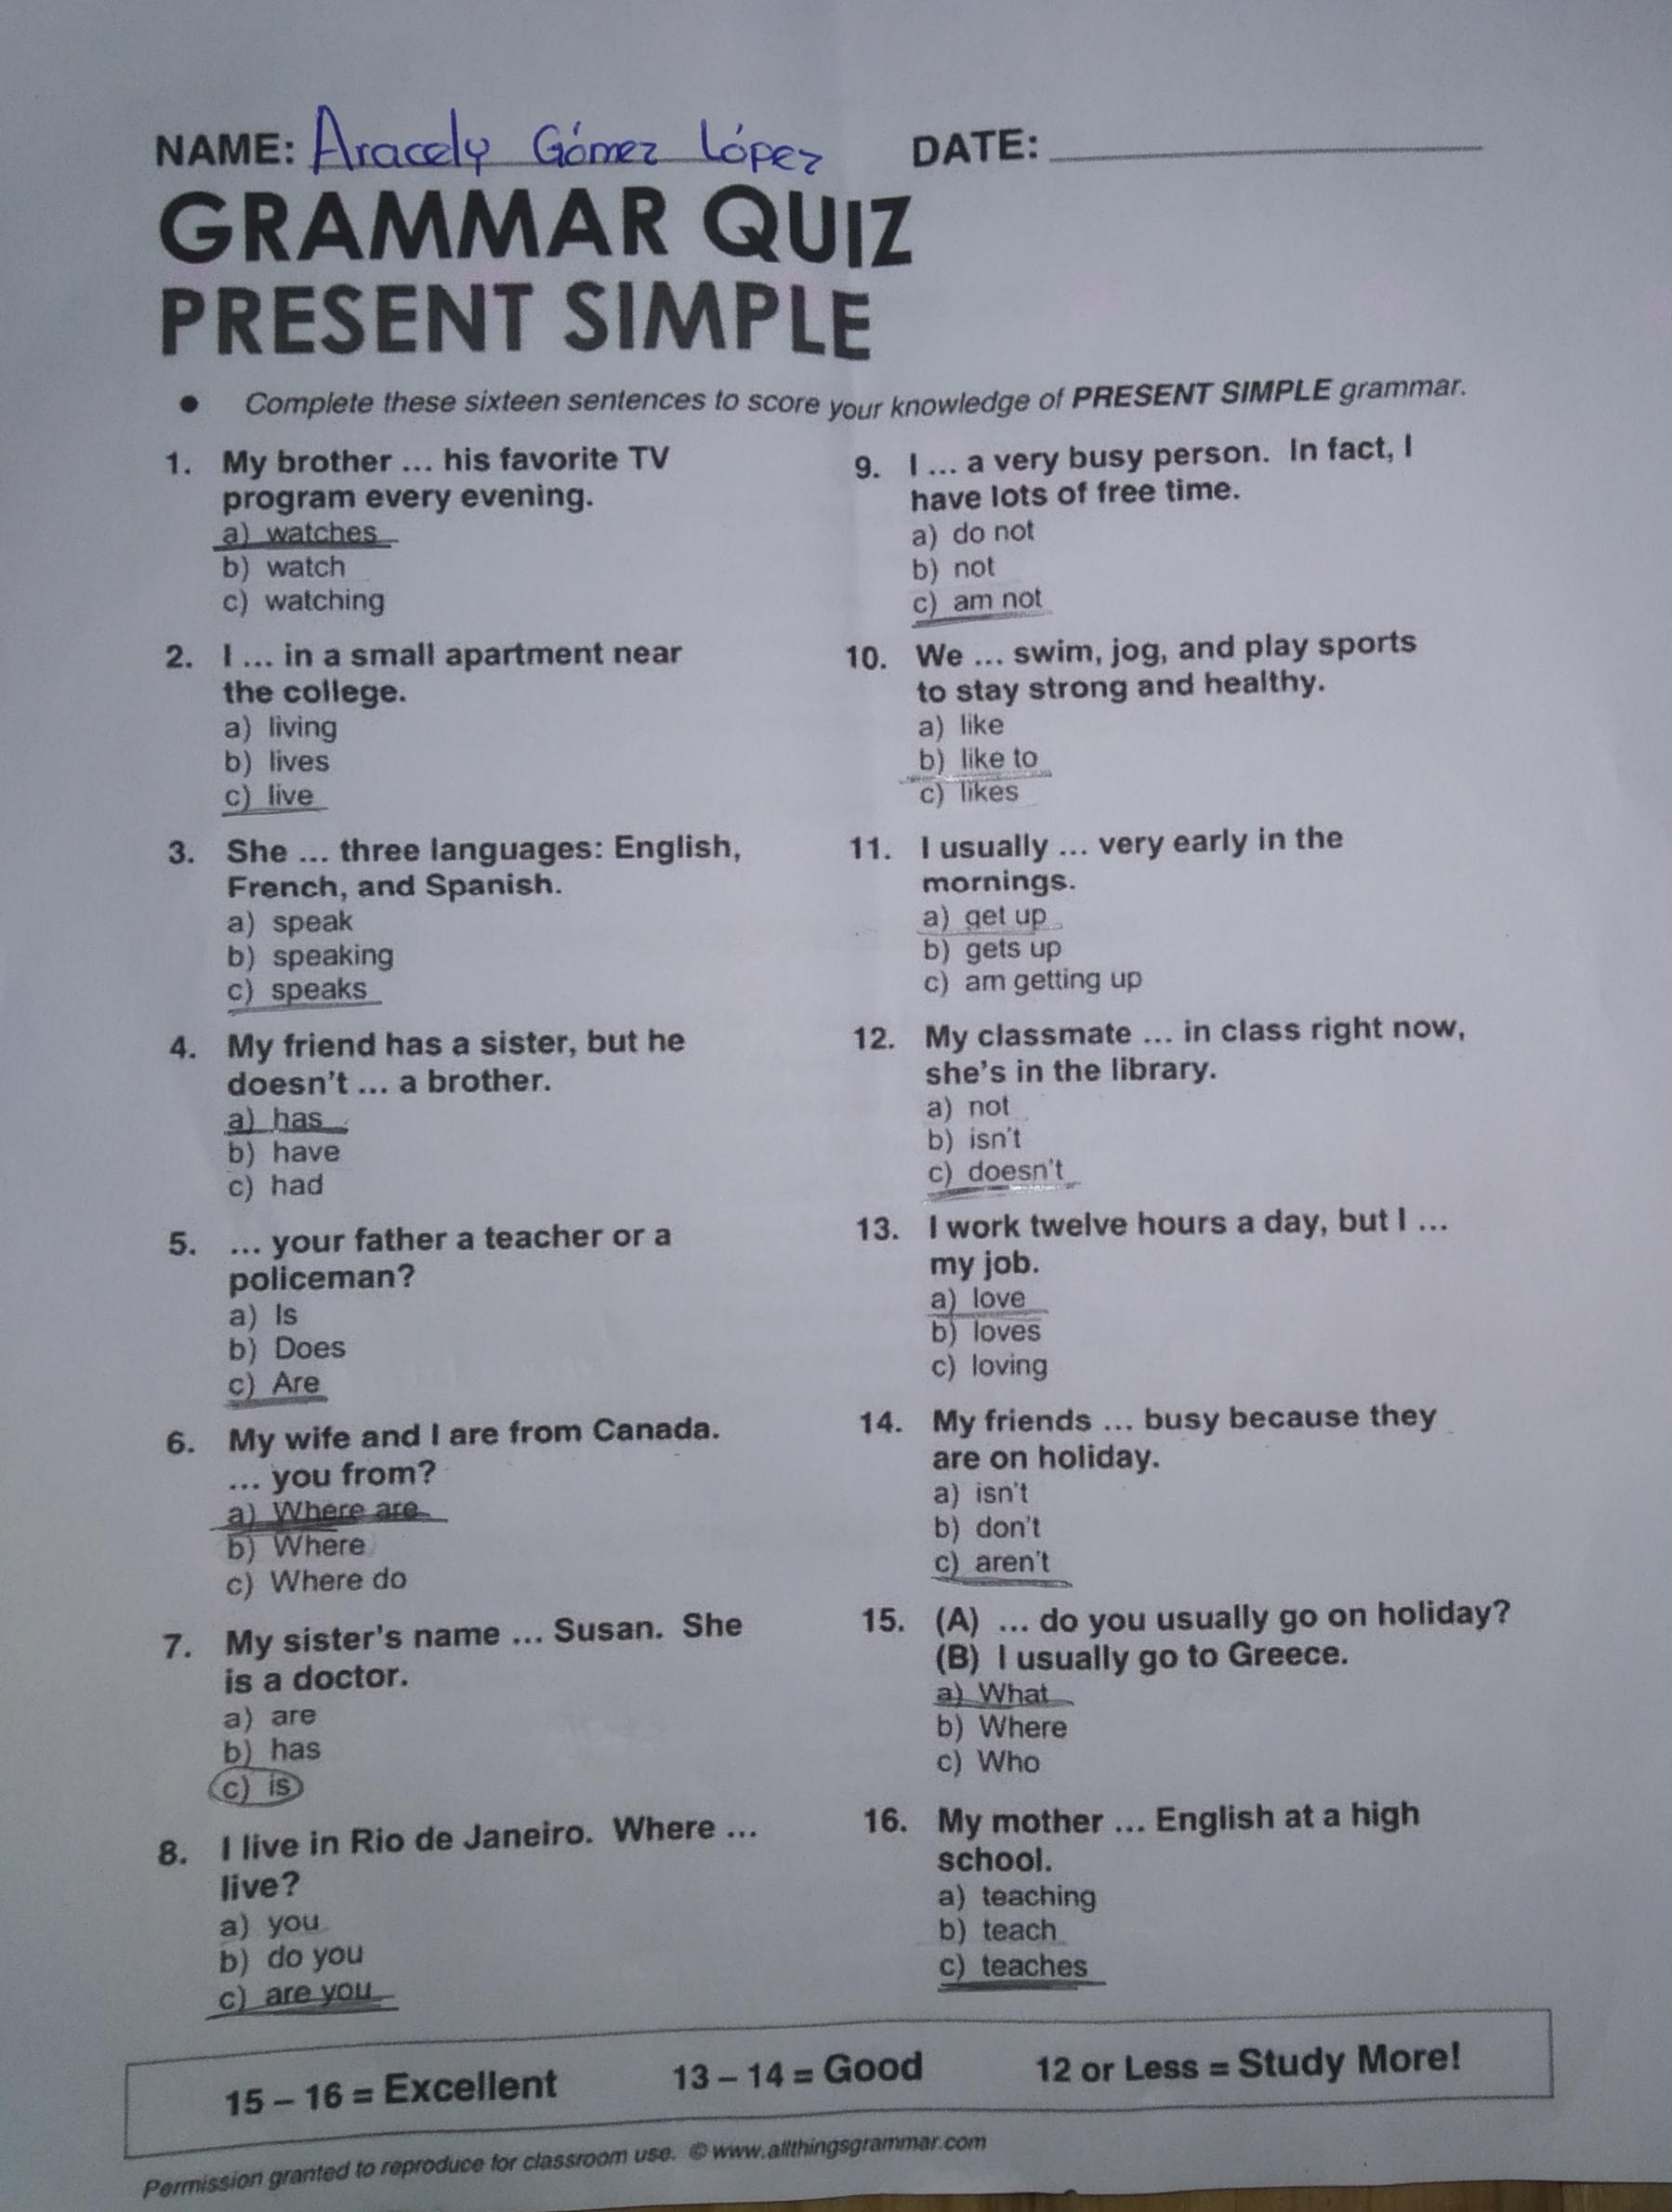 NAME: Aracely Gómez López DATE:
GRAMMAR QUIZ
PRESENT SIMPLE
● Complete these sixteen sentences to score your knowledge of PRESENT SIMPLE grammar.
1. My brother ... his favorite TV
program every evening.
a) watches
b) watch
c) watching
2. I ... in a small apartment near
the college.
a) living
b) lives
c) live
3. She ... three languages: English,
French, and Spanish.
a) speak
b) speaking
c) speaks
4. My friend has a sister, but he
doesn't ... a brother.
a) has
b) have
c) had
5. ... your father a teacher or a
policeman?
a) Is
b) Does
c) Are
6. My wife and I are from Canada.
... you from?
a) Where are
b) Where
c) Where do
7. My sister's name ... Susan. She
is a doctor.
a) are
b) has
c) is
8. I live in Rio de Janeiro. Where ...
live?
a) you
b) do you
c) are you
9. I ... a very busy person. In fact, I
have lots of free time.
a) do not
b) not
c) am not
10. We ... swim, jog, and play sports
to stay strong and healthy.
a) like
b) like to
c) likes
11. I usually ... very early in the
mornings.
a) get up
b) gets up
c) am getting up
12. My classmate ... in class right now,
she's in the library.
a) not
b) isn't
c) doesn't
13. I work twelve hours a day, but I ...
my job.
a) love
b) loves
c) loving
14. My friends ... busy because they
are on holiday.
a) isn't
b) don't
c) aren't
15. (A) ... do you usually go on holiday?
(B) I usually go to Greece.
a) What
b) Where
c) Who
16. My mother ... English at a high
school.
a) teaching
b) teach
c) teaches
15 – 16 = Excellent 13 – 14 = Good 12 or Less = Study More!
Permission granted to reproduce for classroom use. © www.allthingsgrammar.com